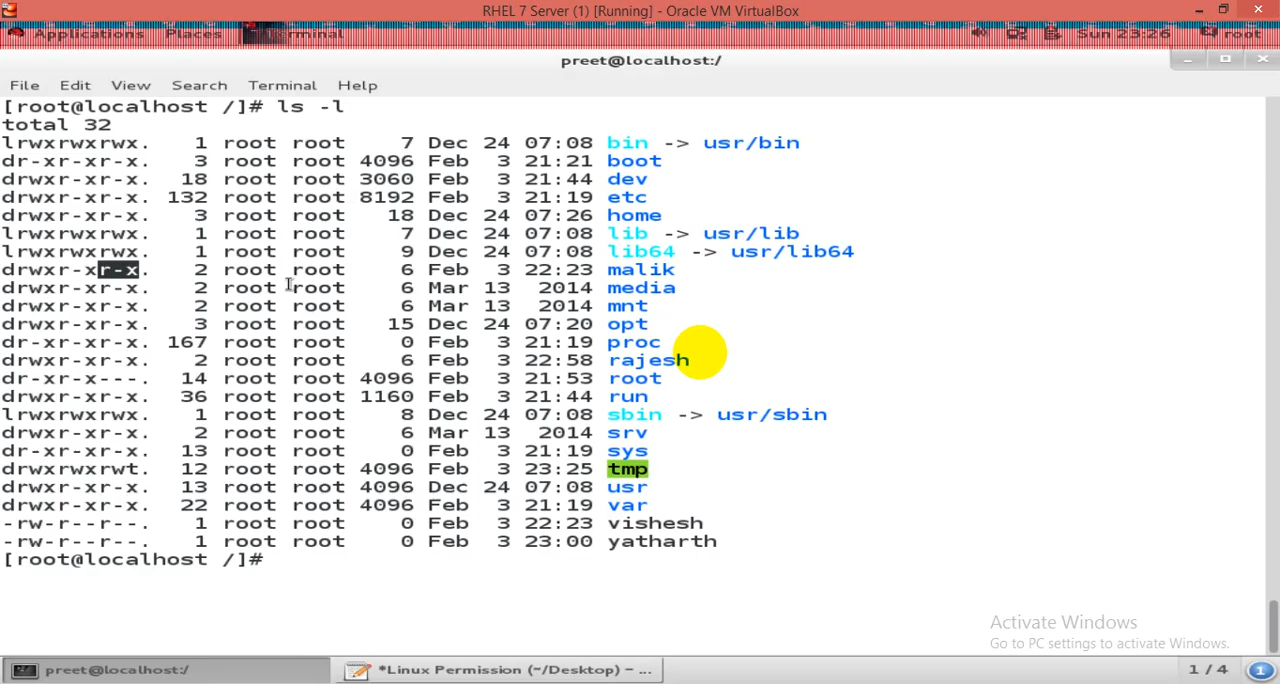 RHEL 7 Server (1) [Running] - Oracle VM VirtualBox
Applications Places Terminal Sun 23:26 root
preet@localhost:/
File Edit View Search Terminal Help
[root@localhost /]# ls -l
total 32
lrwxrwxrwx. 1 root root 7 Dec 24 07:08 bin -> usr/bin
dr-xr-xr-x. 3 root root 4096 Feb 3 21:21 boot
drwxr-xr-x. 18 root root 3060 Feb 3 21:44 dev
drwxr-xr-x. 132 root root 8192 Feb 3 21:19 etc
drwxr-xr-x. 3 root root 18 Dec 24 07:26 home
lrwxrwxrwx. 1 root root 7 Dec 24 07:08 lib -> usr/lib
lrwxrwxrwx. 1 root root 9 Dec 24 07:08 lib64 -> usr/lib64
drwxr-xr-x. 2 root root 6 Feb 3 22:23 malik
drwxr-xr-x. 2 root root 6 Mar 13 2014 media
drwxr-xr-x. 2 root root 6 Mar 13 2014 mnt
drwxr-xr-x. 3 root root 15 Dec 24 07:20 opt
dr-xr-xr-x. 167 root root 0 Feb 3 21:19 proc
drwxr-xr-x. 2 root root 6 Feb 3 22:58 rajesh
dr-xr-x---. 14 root root 4096 Feb 3 21:53 root
drwxr-xr-x. 36 root root 1160 Feb 3 21:44 run
lrwxrwxrwx. 1 root root 8 Dec 24 07:08 sbin -> usr/sbin
drwxr-xr-x. 2 root root 6 Mar 13 2014 srv
dr-xr-xr-x. 13 root root 0 Feb 3 21:19 sys
drwxrwxrwt. 12 root root 4096 Feb 3 23:25 tmp
drwxr-xr-x. 13 root root 4096 Dec 24 07:08 usr
drwxr-xr-x. 22 root root 4096 Feb 3 21:19 var
-rw-r--r--. 1 root root 0 Feb 3 22:23 vishesh
-rw-r--r--. 1 root root 0 Feb 3 23:00 yatharth
[root@localhost /]#
Activate Windows
Go to PC settings to activate Windows.
preet@localhost:/ *Linux Permission (~/Desktop) – ... 1 / 4 1